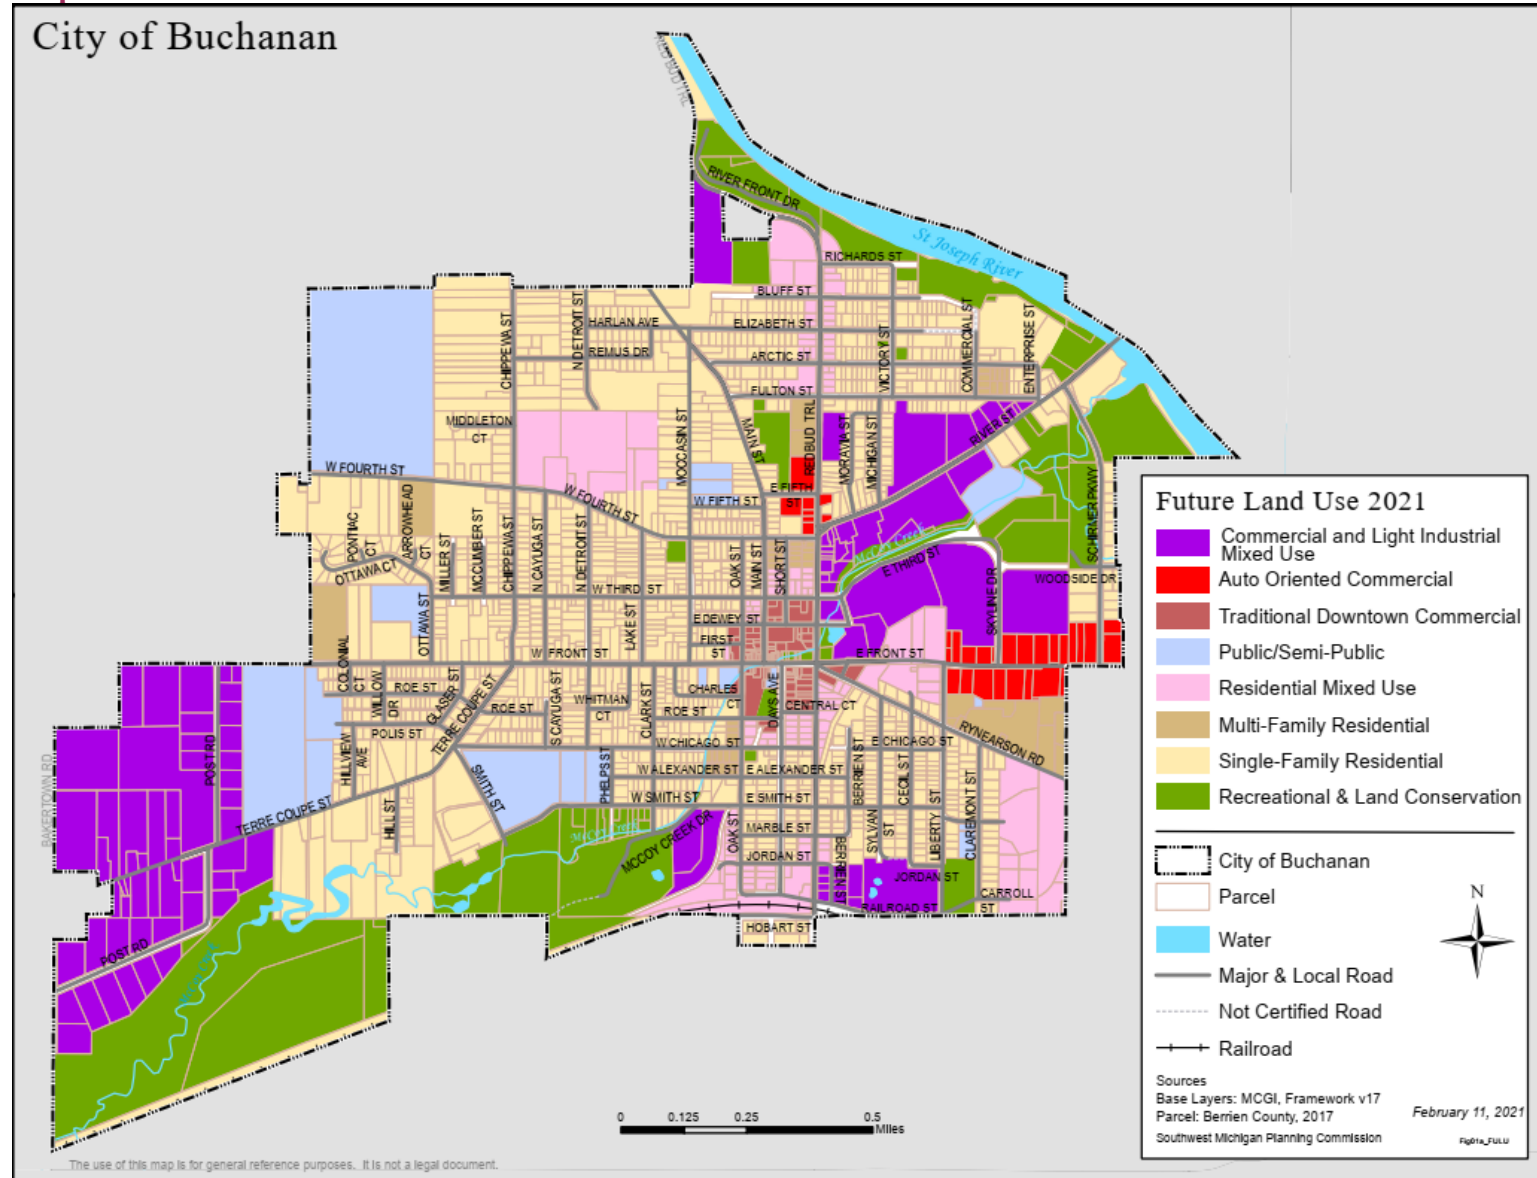 City of Buchanan
RED BUD TRL
RIVER FRONT DR
St Joseph River
RICHARDS ST
BLUFF ST
HARLAN AVE
ELIZABETH ST
REMUS DR
ARCTIC ST
FULTON ST
CHIPPEWA ST
N DETROIT ST
VICTORY ST
COMMERCIAL ST
ENTERPRISE ST
MIDDLETON
CT
MOCCASIN ST
MAIN ST
REDBUD TRL
MORAVIA ST
MICHIGAN ST
RIVER ST
W FOURTH ST
W FOURTH ST
W FIFTH ST
E FIFTH
ST
SCHIRMER PKWY
PONTIAC
CT
ARROWHEAD
CT
OTTAWA CT
MILLER ST
MCCUMBER ST
CHIPPEWA ST
N CAYUGA ST
N DETROIT ST
OAK ST
MAIN ST
SHORT ST
McCoy Creek
E THIRD ST
W THIRD ST
WOODSIDE DR
SKYLINE DR
OTTAWA ST
LAKE ST
E DEWEY ST
FIRST
ST
W FRONT ST
E FRONT ST
COLONIAL
CT
WILLOW
DR
ROE ST
GLASER ST
TERRE COUPE ST
ROE ST
S CAYUGA ST
WHITMAN
CT
CLARK ST
CHARLES
CT
ROE ST
DAYS AVE
CENTRAL CT
POLIS ST
HILLVIEW
AVE
W CHICAGO ST
E CHICAGO ST
RYNEARSON RD
POST RD
BAKERTOWN RD
SMITH ST
PHELPS ST
W ALEXANDER ST
E ALEXANDER ST
BERRIEN ST
CECIL ST
CLAREMONT ST
W SMITH ST
E SMITH ST
TERRE COUPE ST
HILL ST
McCoy Creek
MCCOY CREEK DR
OAK ST
MARBLE ST
SYLVAN
ST
LIBERTY ST
JORDAN ST
BERRIEN ST
JORDAN ST
CARROLL
ST
RAILROAD ST
HOBART ST
POST RD
McCoy Creek
Future Land Use 2021
Commercial and Light Industrial
Mixed Use
Auto Oriented Commercial
Traditional Downtown Commercial
Public/Semi-Public
Residential Mixed Use
Multi-Family Residential
Single-Family Residential
Recreational & Land Conservation
City of Buchanan
Parcel
N
Water
Major & Local Road
Not Certified Road
Railroad
Sources
Base Layers: MCGI, Framework v17
Parcel: Berrien County, 2017
February 11, 2021
Southwest Michigan Planning Commission
Fig01a_FULU
0 0.125 0.25 0.5
Miles
The use of this map is for general reference purposes. It is not a legal document.